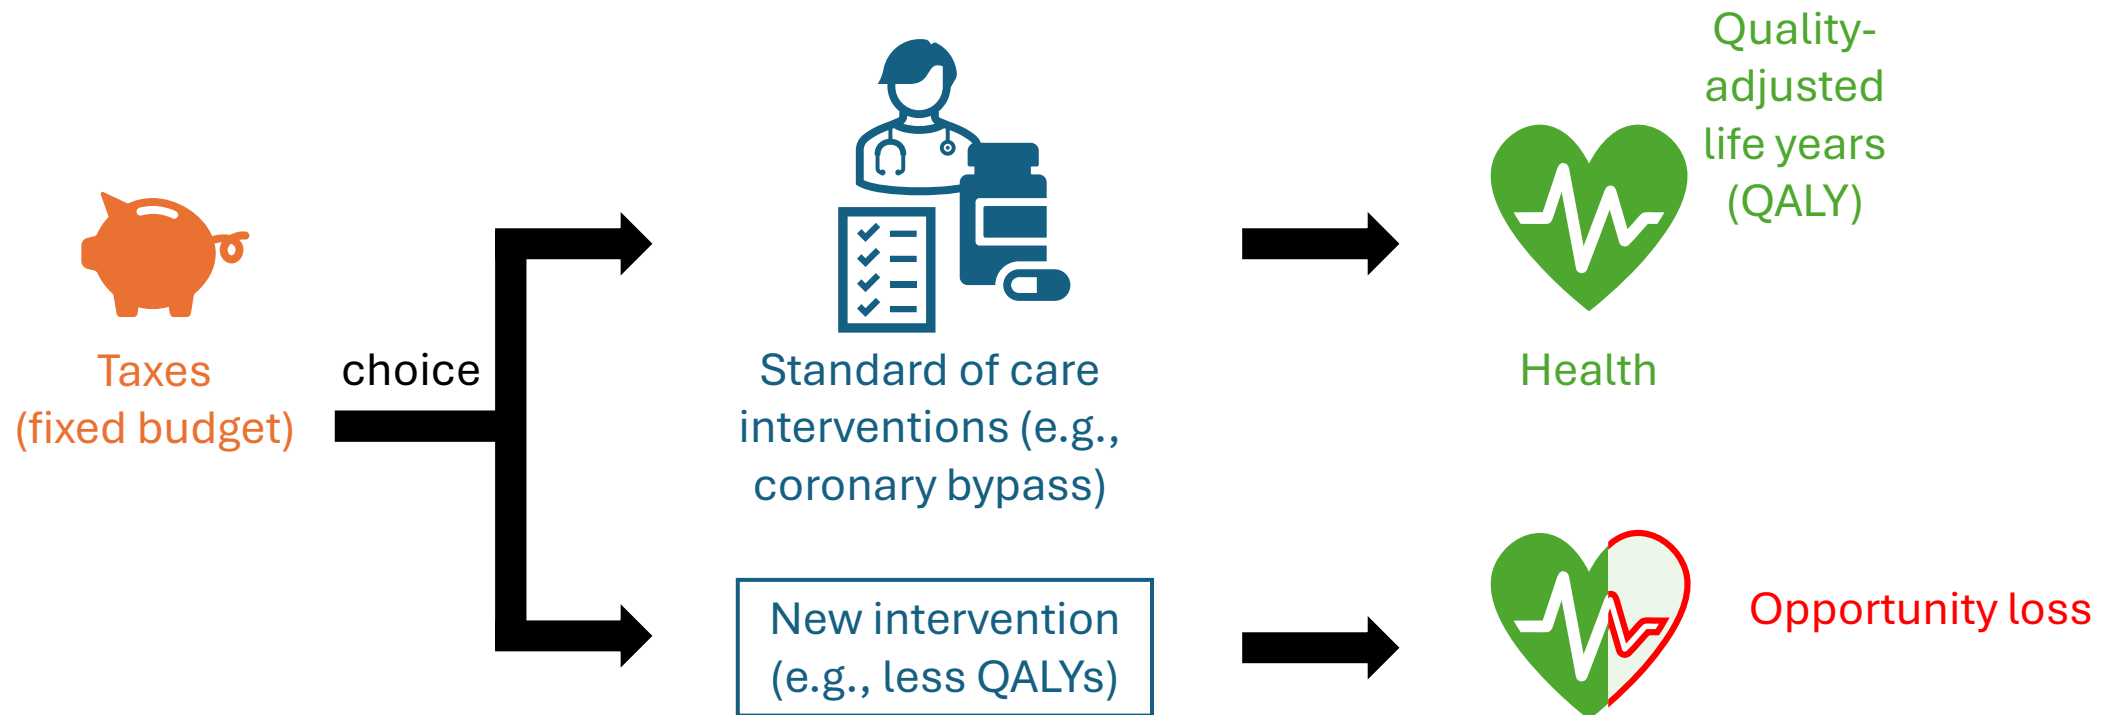 Taxes
(fixed budget)
choice
Standard of care
interventions (e.g.,
coronary bypass)
New intervention
(e.g., less QALYs)
Quality-
adjusted
life years
(QALY)
Health
Opportunity loss